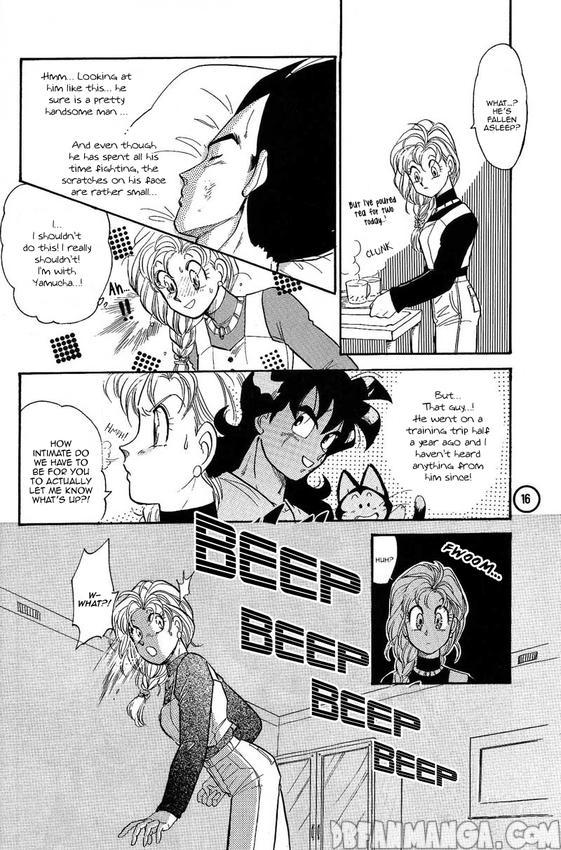 WHAT...?
HE'S
FALLEN
ASLEEP?
But I've poured
tea for two
today..!
CLUNK
Hmm... Looking at
him like this... he
sure is a pretty
handsome man ...
And even though
he has spent all his
time fighting, the
scratches on his face
are rather small...
I...
I shouldn't
do this! I really
shouldn't!
I'm with
Yamucha...!
Ah...
!!
But...
That guy...!
He went on a
training trip half
a year ago and I
haven't heard
anything from
him since!
HMPH!
HOW
INTIMATE DO
WE HAVE TO
BE FOR YOU
TO ACTUALLY
LET ME KNOW
WHAT'S UP?!
16
HUH?
FWOOM...
W-
WHAT?!
BEEP
BEEP
BEEP
BEEP
DBFANMANGA.COM